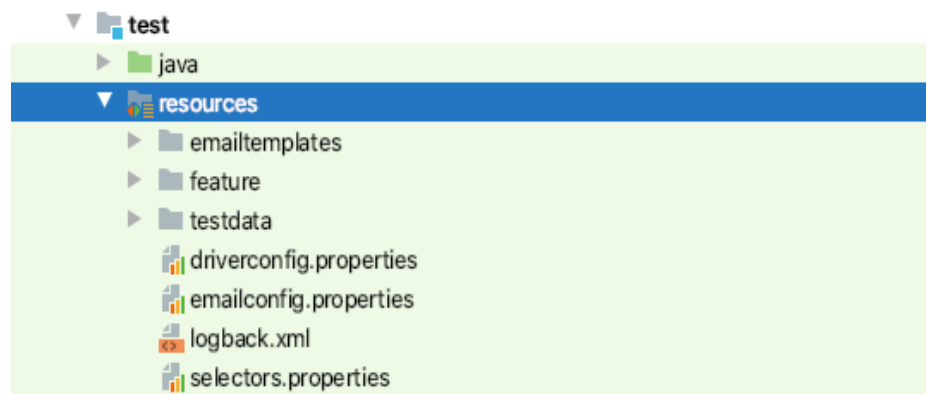 test
java
resources
emailtemplates
feature
testdata
driverconfig.properties
emailconfig.properties
logback.xml
selectors.properties